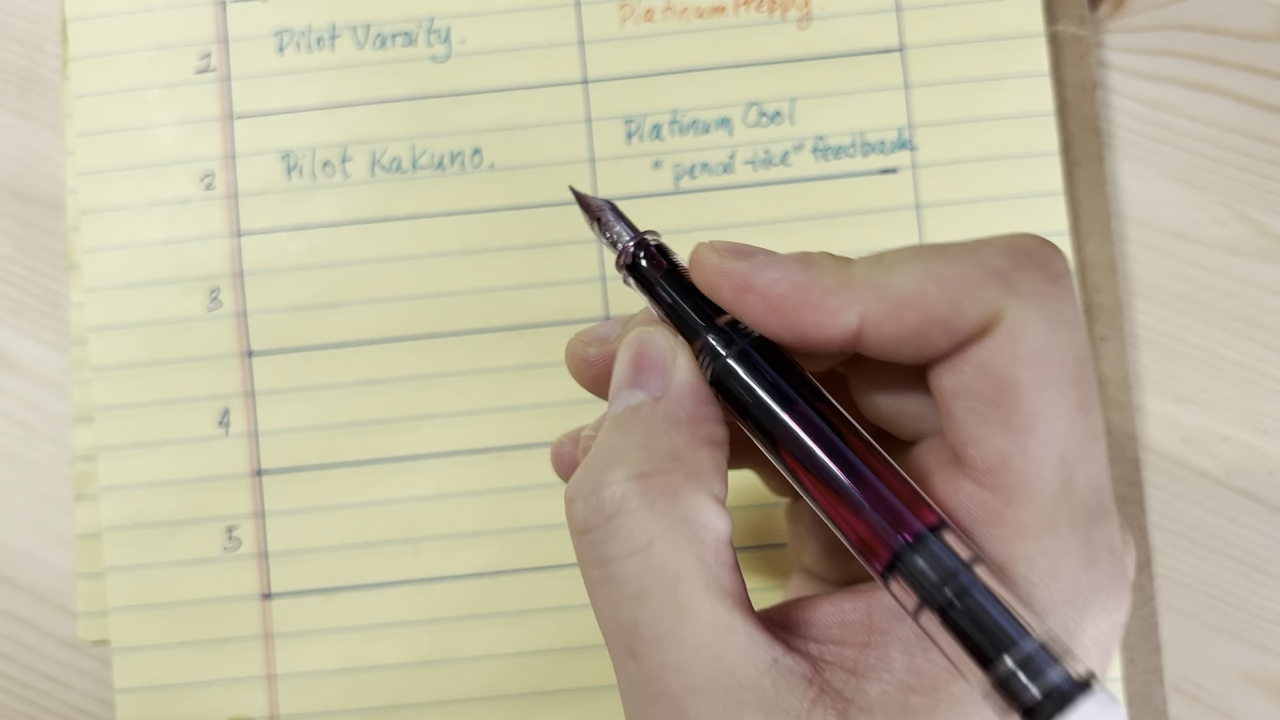 1 Pilot Varsity. Platinum Preppy.
2 Pilot Kakuno. Platinum Cool
"pencil-like" feedback
3
4
5